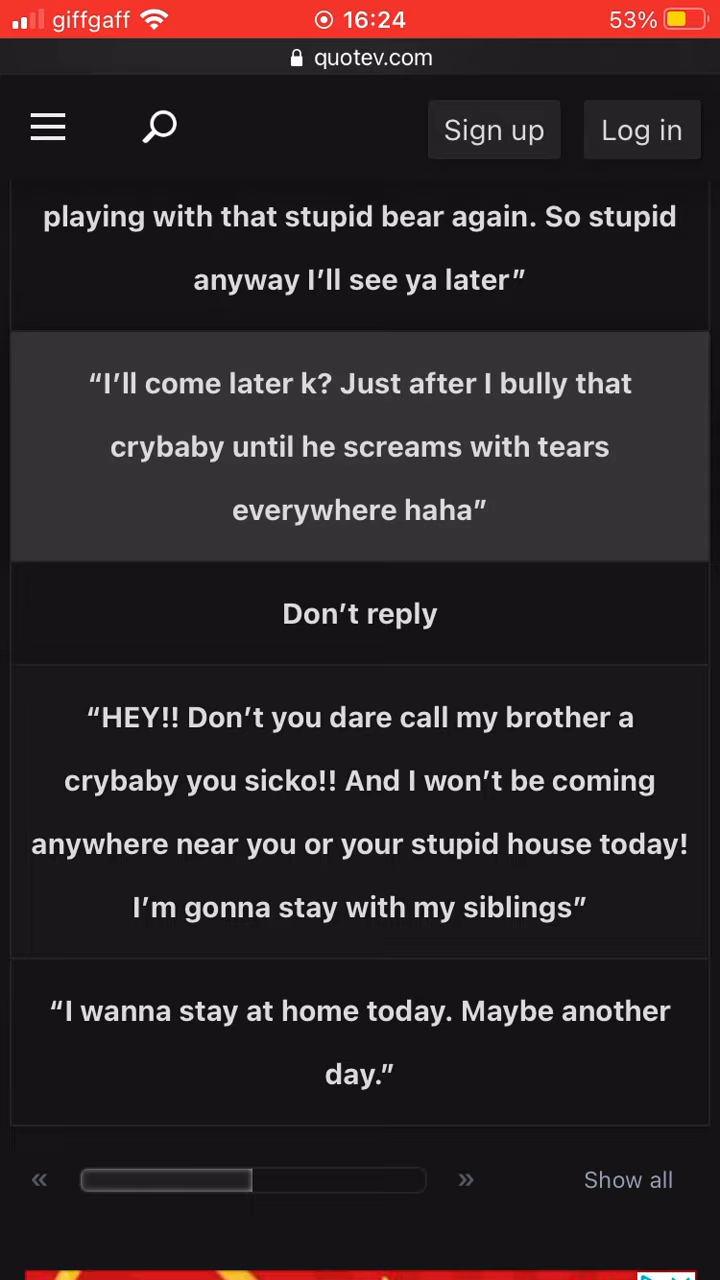 giffgaff 16:24 53%
quotev.com
Sign up Log in
playing with that stupid bear again. So stupid
anyway I’ll see ya later”
“I’ll come later k? Just after I bully that
crybaby until he screams with tears
everywhere haha”
Don’t reply
“HEY!! Don’t you dare call my brother a
crybaby you sicko!! And I won’t be coming
anywhere near you or your stupid house today!
I’m gonna stay with my siblings”
“I wanna stay at home today. Maybe another
day.”
« » Show all